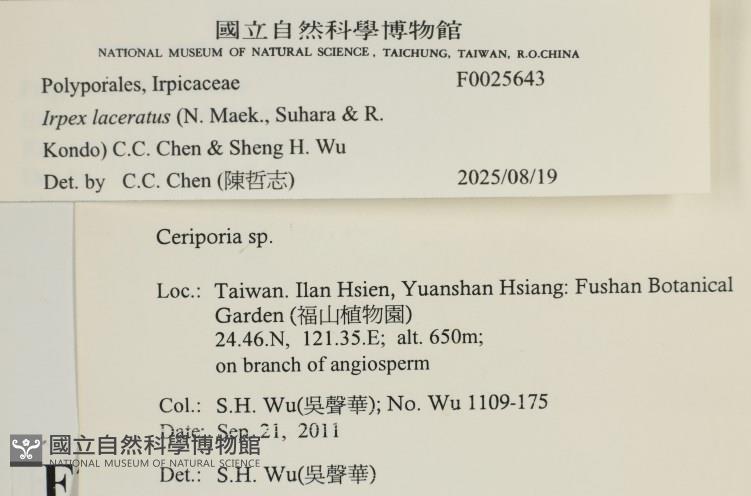 國立自然科學博物館
NATIONAL MUSEUM OF NATURAL SCIENCE, TAICHUNG, TAIWAN, R.O.CHINA
Polyporales, Irpicaceae F0025643
Irpex laceratus (N. Maek., Suhara & R.
Kondo) C.C. Chen & Sheng H. Wu
Det. by C.C. Chen (陳哲志) 2025/08/19
Ceriporia sp.
Loc.: Taiwan. Ilan Hsien, Yuanshan Hsiang: Fushan Botanical
Garden (福山植物園)
24.46.N, 121.35.E; alt. 650m;
on branch of angiosperm
Col.: S.H. Wu(吳聲華); No. Wu 1109-175
Date: Sep. 21, 2011
國立自然科學博物館
NATIONAL MUSEUM OF NATURAL SCIENCE
Det.: S.H. Wu(吳聲華)
F